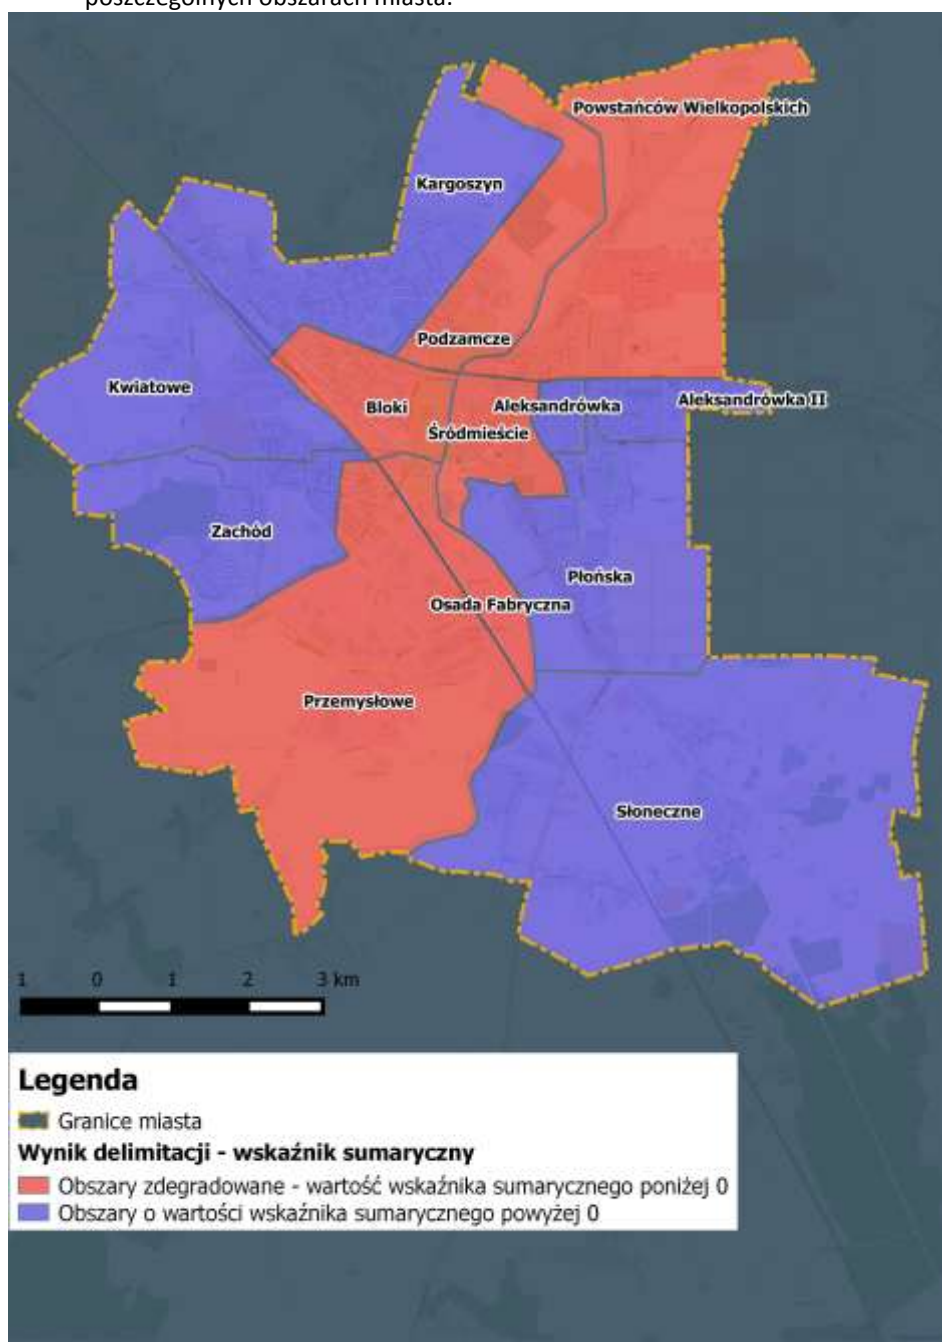 poszczególnych obszarach miasta.
Powstańców Wielkopolskich
Kargoszyn
Podzamcze
Kwiatowe
Bloki
Aleksandrówka
Aleksandrówka II
Śródmieście
Zachód
Płońska
Osada Fabryczna
Przemysłowe
Słoneczne
1 0 1 2 3 km
Legenda
Granice miasta
Wynik delimitacji - wskaźnik sumaryczny
Obszary zdegradowane - wartość wskaźnika sumarycznego poniżej 0
Obszary o wartości wskaźnika sumarycznego powyżej 0